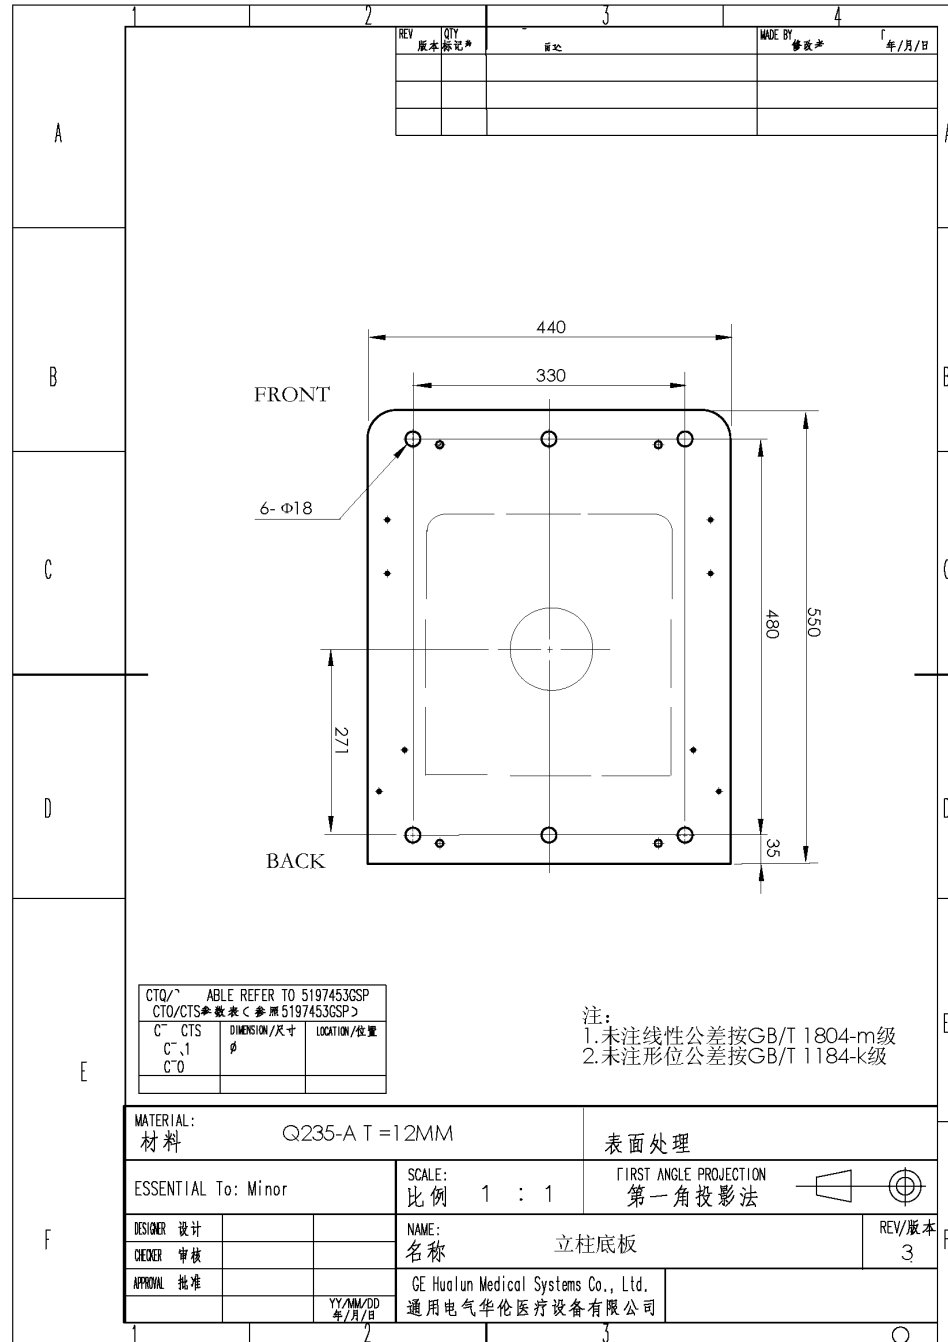 1 2 3 4
REV QTY MADE BY
版本 标记 修改 年/月/日
A
440
B
330
FRONT
6- Φ18
C
480
550
271
D
35
BACK
ABLE REFER TO 5197453GSP
CTQ/CTS参数表(参照5197453GSP)
CTS DIMENSION/尺寸 LOCATION/位置
注:
1.未注线性公差按GB/T 1804-m级
2.未注形位公差按GB/T 1184-k级
E
MATERIAL:
材料 Q235-A T =12MM 表面处理
ESSENTIAL To: Minor
SCALE: FIRST ANGLE PROJECTION
比例 1 : 1 第一角投影法
F
DESIGNER 设计
CHECKER 审核
APPROVAL 批准
NAME: REV/版本
名称 立柱底板 3
GE Hualun Medical Systems Co., Ltd.
通用电气华伦医疗设备有限公司
YY/MM/DD
年/月/日
1 2 3